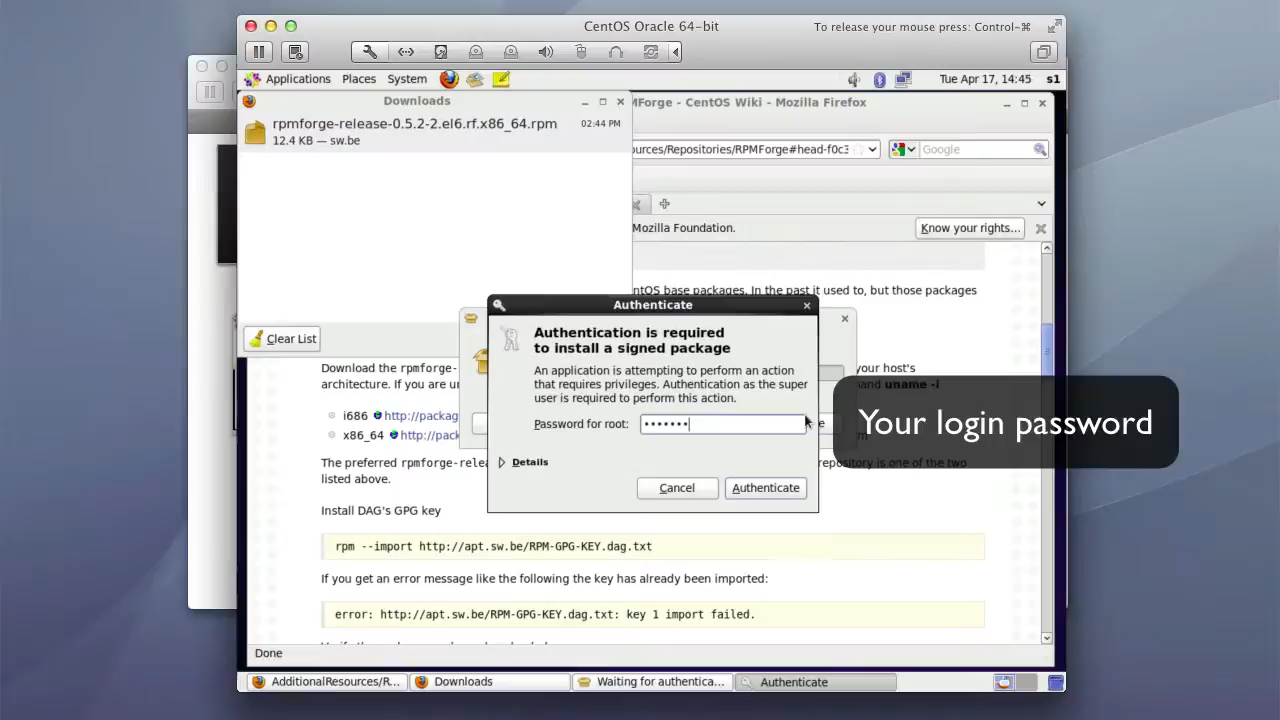 CentOS Oracle 64-bit
To release your mouse press: Control-⌘
Applications Places System
Tue Apr 17, 14:45 s1
Downloads
MForge - CentOS Wiki - Mozilla Firefox
rpmforge-release-0.5.2-2.el6.rf.x86_64.rpm
02:44 PM
12.4 KB — sw.be
urces/Repositories/RPMForge#head-f0c3
Google
Mozilla Foundation.
Know your rights...
ntOS base packages. In the past it used to, but those packages
Clear List
Authenticate
Authentication is required
to install a signed package
An application is attempting to perform an action
that requires privileges. Authentication as the super
user is required to perform this action.
Password for root: •••••••
Details
Cancel
Authenticate
Your login password
Download the rpmforge-
your host's
architecture. If you are u
and uname -i
i686 http://packag
x86_64 http://pack
The preferred rpmforge-relea
repository is one of the two
listed above.
Install DAG's GPG key
rpm --import http://apt.sw.be/RPM-GPG-KEY.dag.txt
If you get an error message like the following the key has already been imported:
error: http://apt.sw.be/RPM-GPG-KEY.dag.txt: key 1 import failed.
Done
AdditionalResources/R...
Downloads
Waiting for authentica...
Authenticate